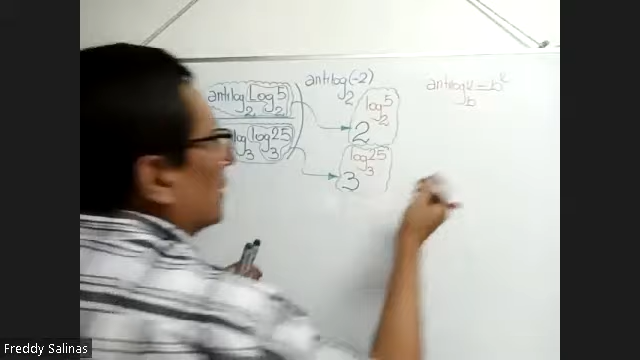 antilog₂(-2)
antilog₂ log₂5
2^(log₂5)
antilog_b x = b^x
log₃ log₃25
3^(log₃25)
Freddy Salinas